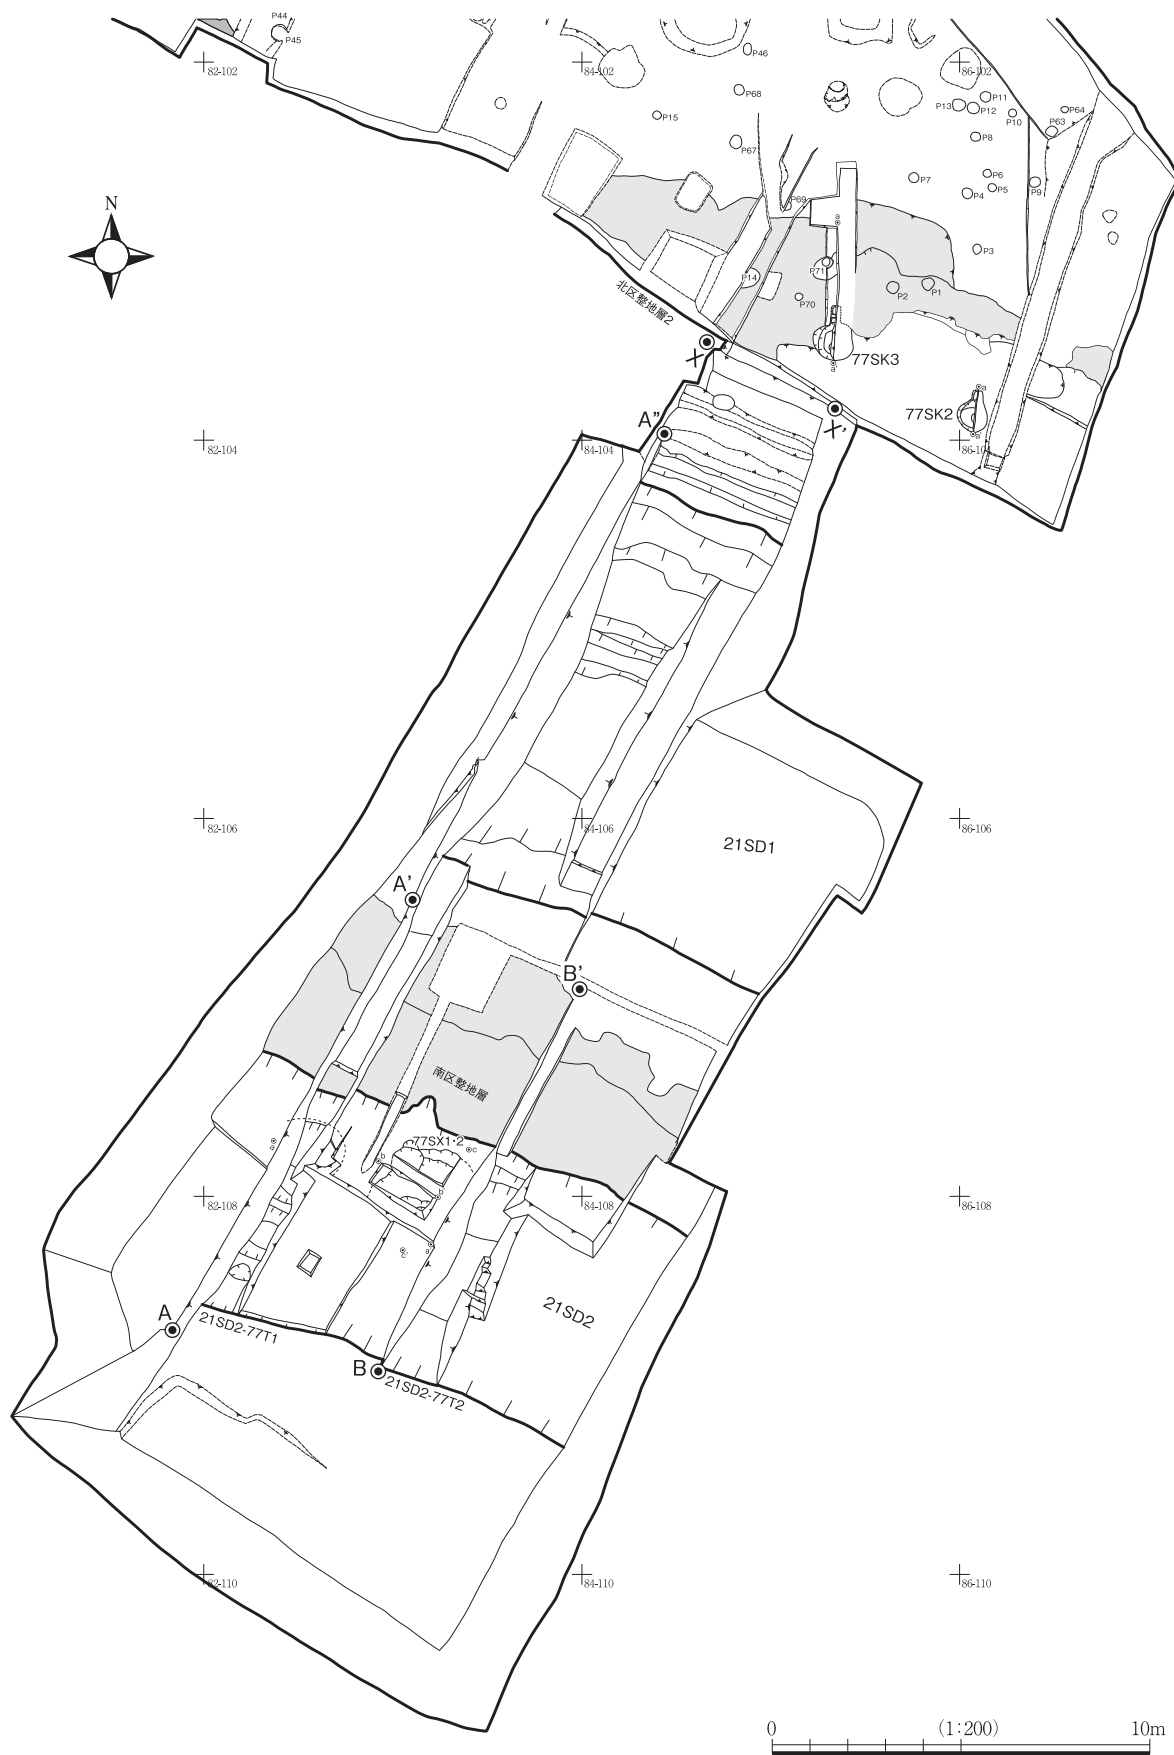 P44
P45
82-102
P46
84-102
P68
P15
P67
86-102
P11
P13
P12
P10
P64
P63
P8
P7
P6
P5
P4
P9
P69
a
P3
P14
P71
P70
P2
P1
N
北区整地層2
X
77SK3
a'
X'
77SK2
a
a'
82-104
A”
84-104
86-104
82-106
84-106
21SD1
86-106
A’
B’
南区整地層
77SX1・2
a
b
c
b'
82-108
84-108
86-108
c'
a'
A
21SD2-77T1
21SD2
B
21SD2-77T2
82-110
84-110
86-110
0 (1:200) 10m